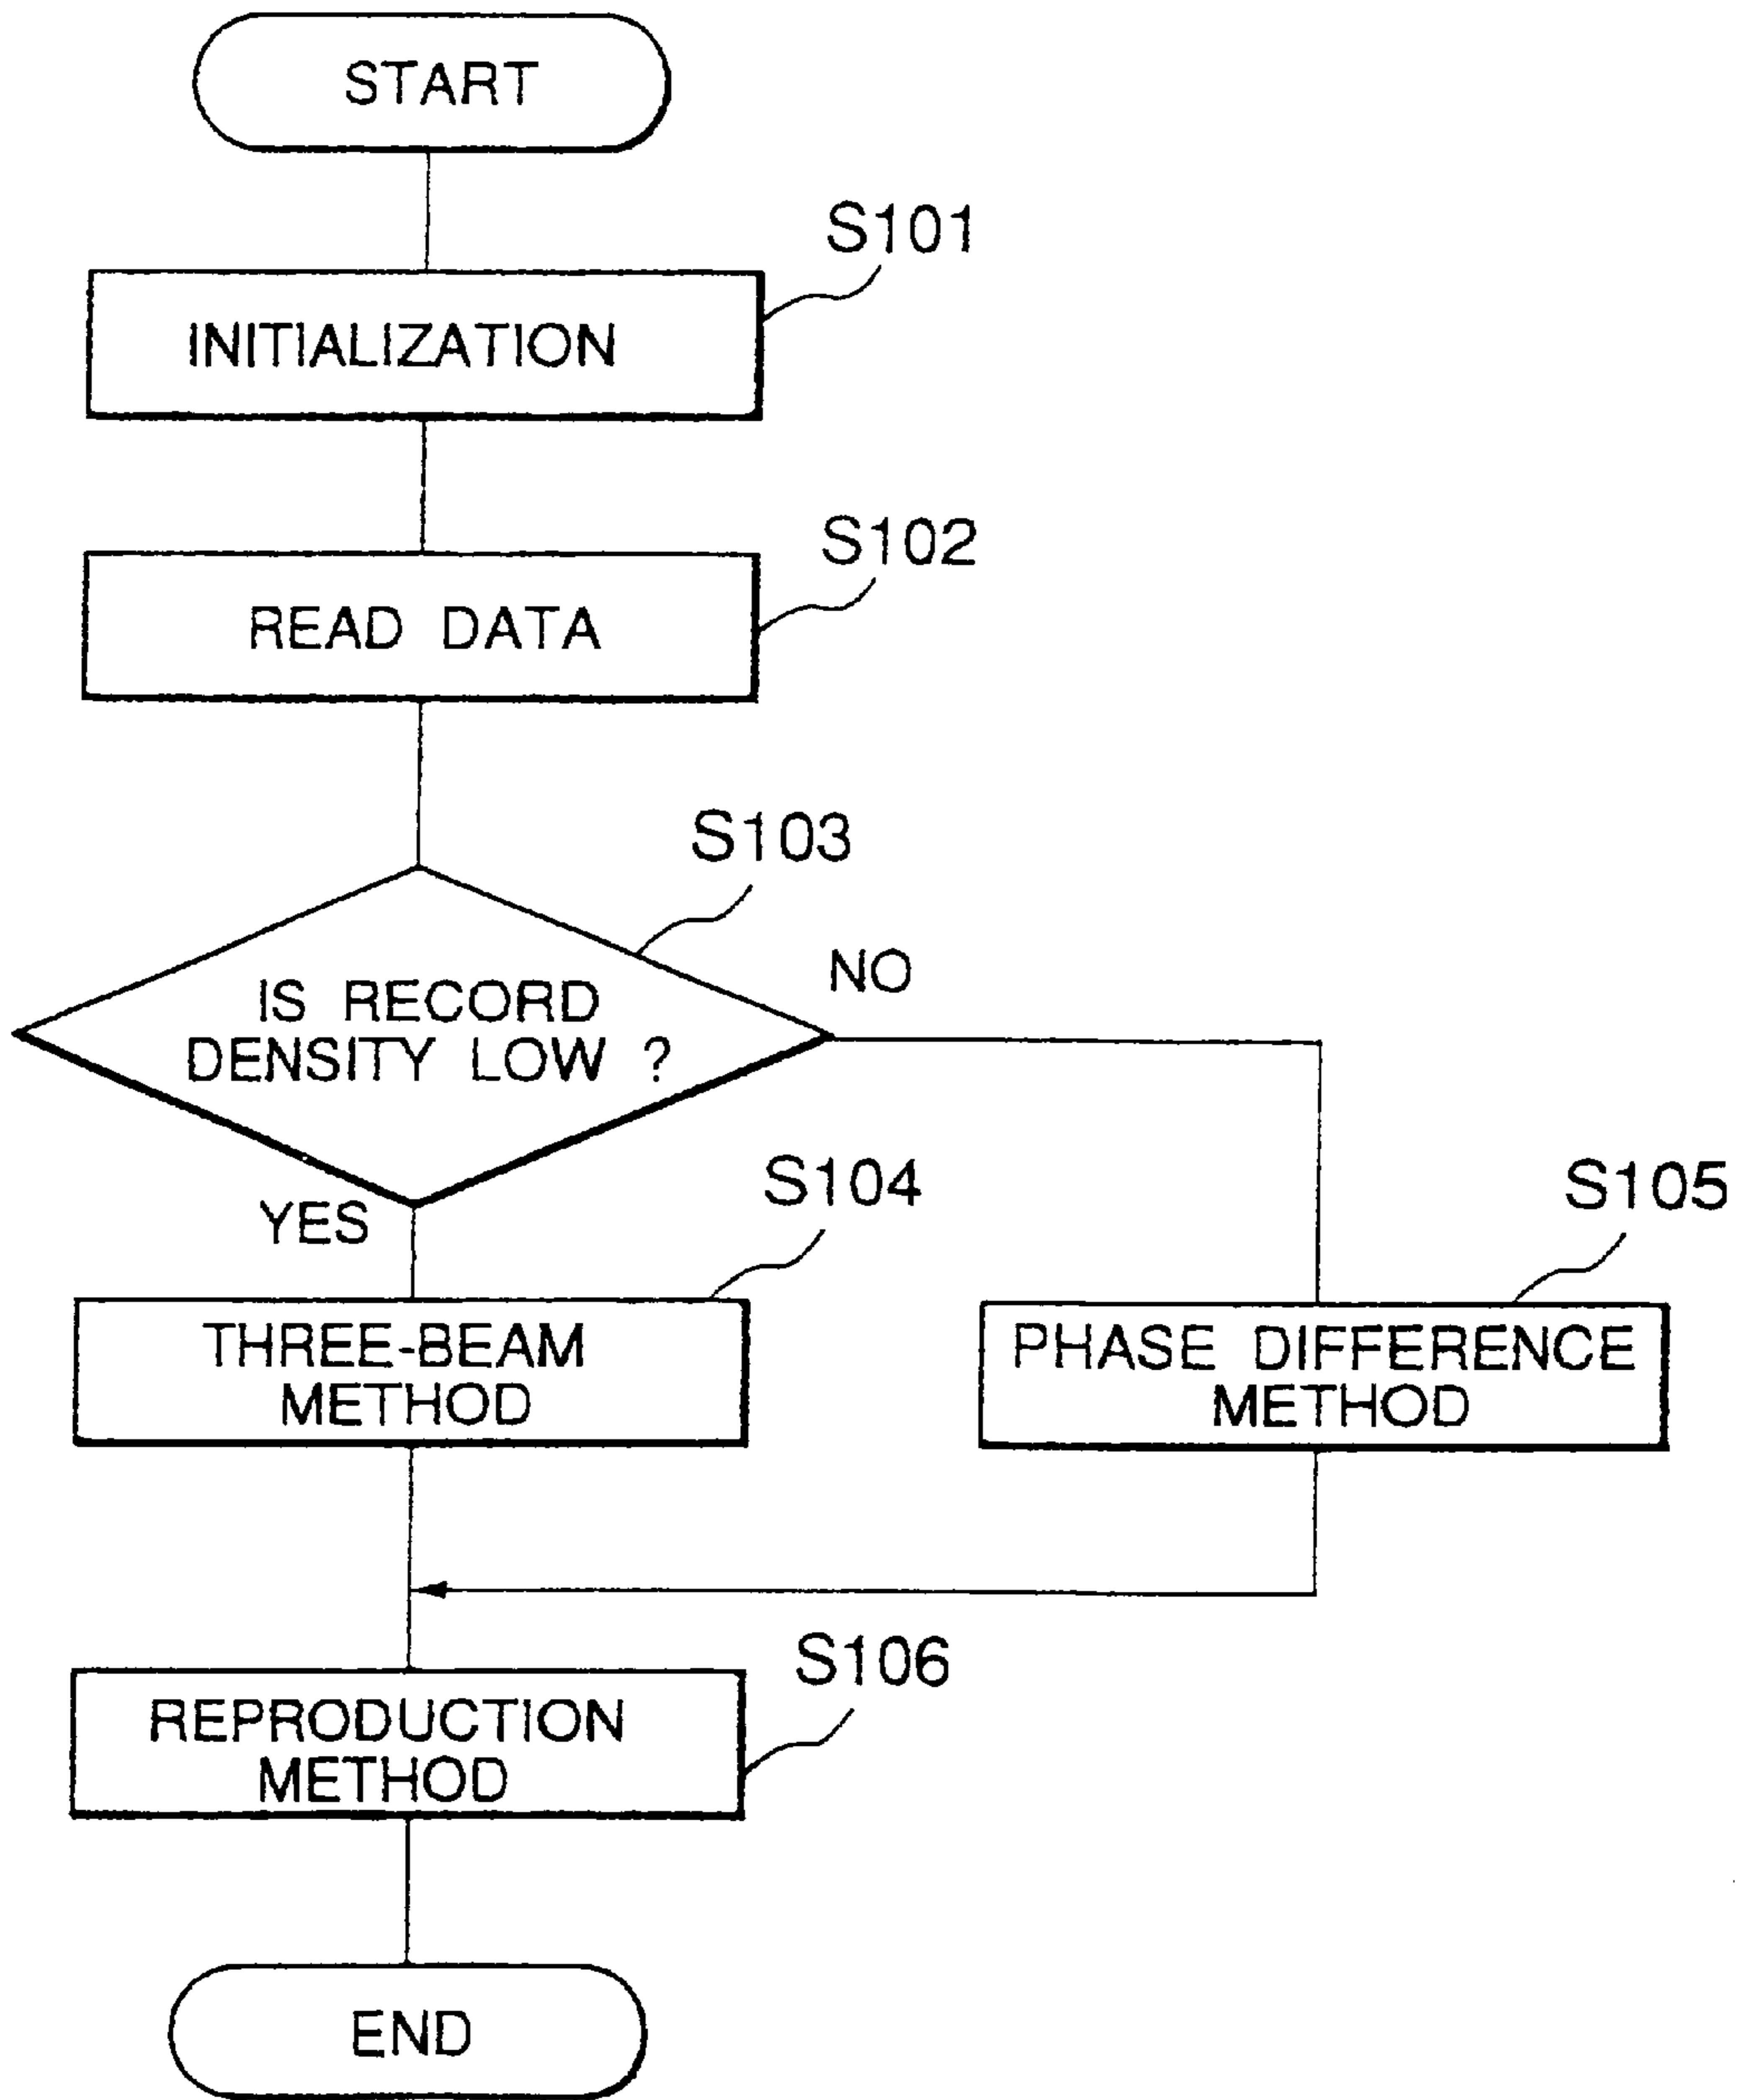 START
S101
INITIALIZATION
S102
READ DATA
S103
NO
IS RECORD
DENSITY LOW ?
YES
S104
S105
THREE-BEAM
METHOD
PHASE DIFFERENCE
METHOD
S106
REPRODUCTION
METHOD
END